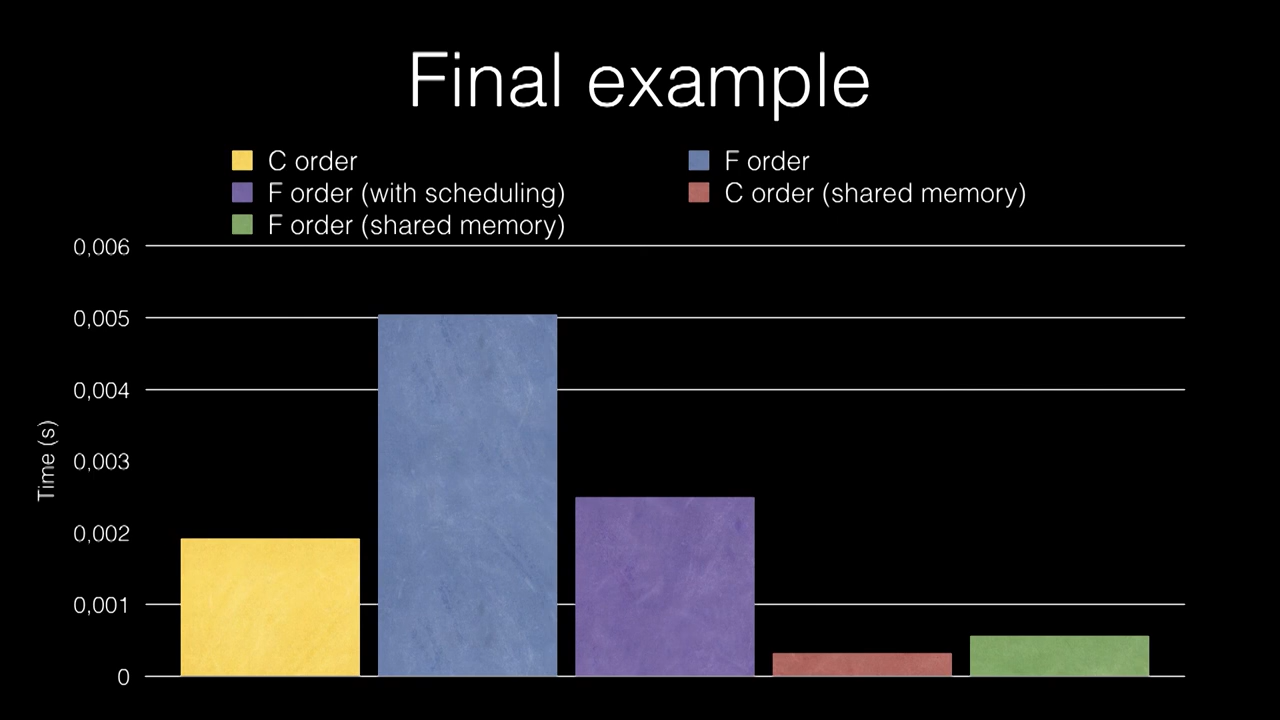 Final example
C order
F order
F order (with scheduling)
C order (shared memory)
F order (shared memory)
0,006
0,005
0,004
0,003
0,002
0,001
0
Time (s)